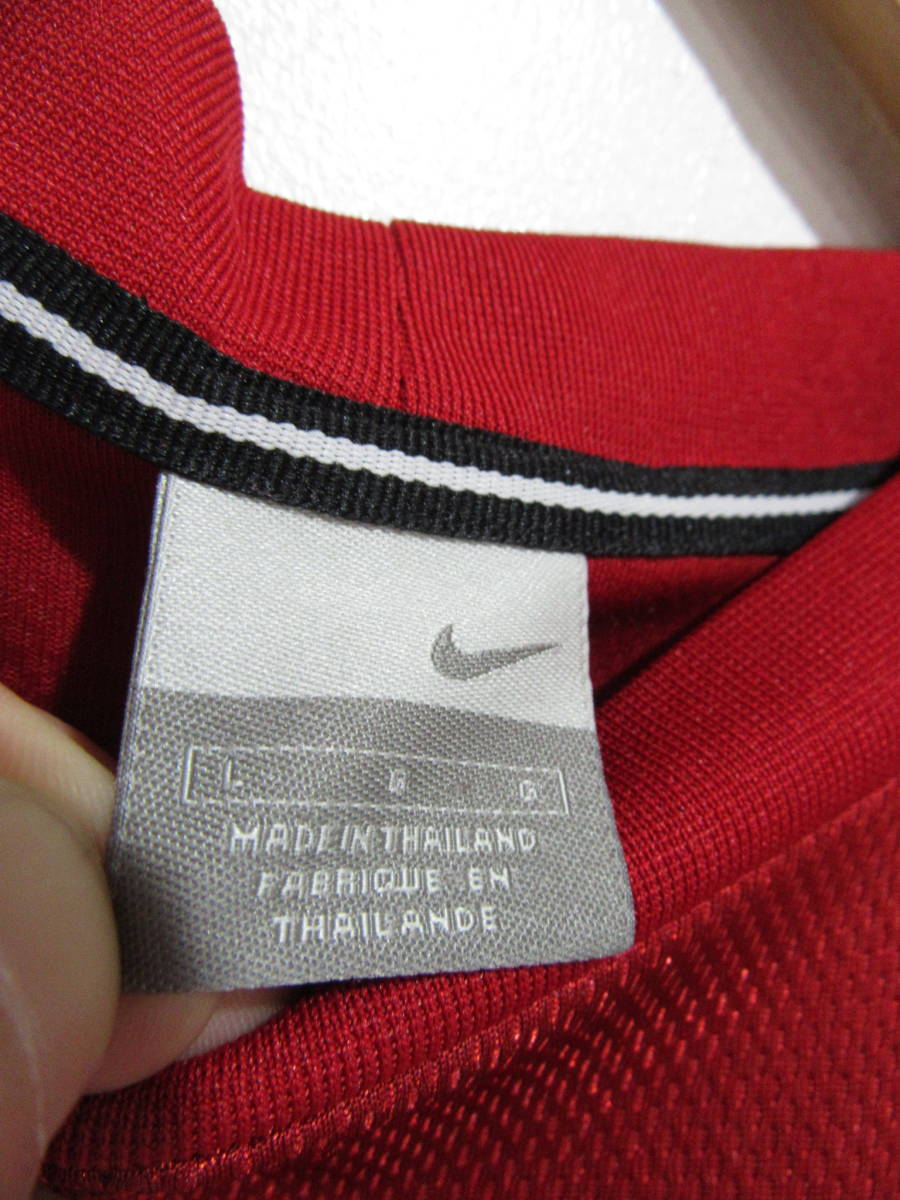 L G G
MADE IN THAILAND
FABRIQUE EN
THAILANDE